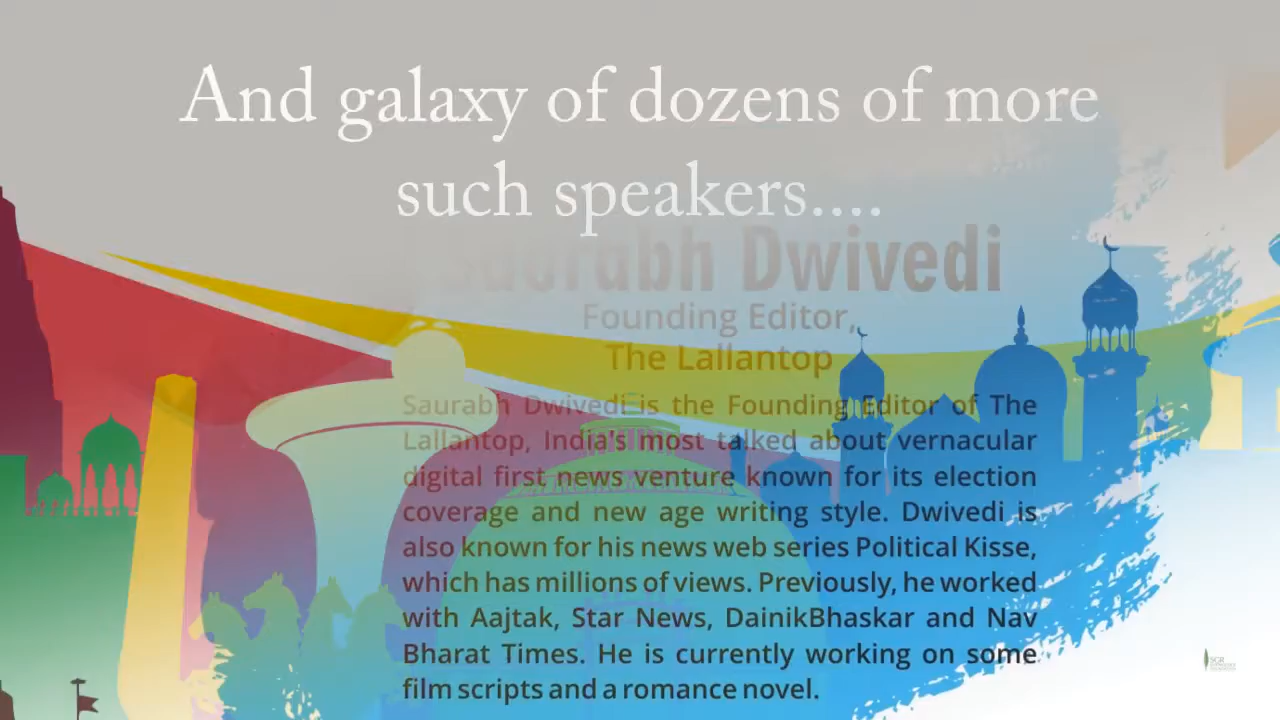 And galaxy of dozens of more
such speakers....
Saurabh Dwivedi
Founding Editor,
The Lallantop
Saurabh Dwivedi is the Founding Editor of The
Lallantop, India's most talked about vernacular
digital first news venture known for its election
coverage and new age writing style. Dwivedi is
also known for his news web series Political Kisse,
which has millions of views. Previously, he worked
with Aajtak, Star News, DainikBhaskar and Nav
Bharat Times. He is currently working on some
film scripts and a romance novel.